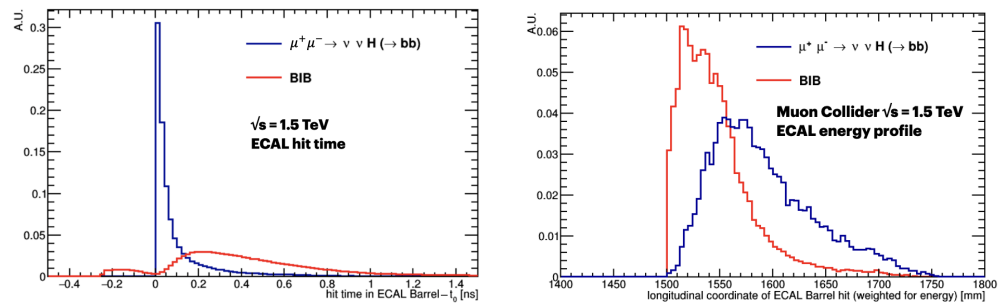 A.U.
0.3
0.25
0.2
0.15
0.1
0.05
0
μ⁺μ⁻→ ν ν H (→ bb)
BIB
√s = 1.5 TeV
ECAL hit time
−0.4 −0.2 0 0.2 0.4 0.6 0.8 1 1.2 1.4
hit time in ECAL Barrel − t₀ [ns]
A.U.
0.06
0.05
0.04
0.03
0.02
0.01
0
μ⁺ μ⁻ → ν ν H (→ bb)
BIB
Muon Collider √s = 1.5 TeV
ECAL energy profile
1400 1450 1500 1550 1600 1650 1700 1750 1800
longitudinal coordinate of ECAL Barrel hit (weighted for energy) [mm]